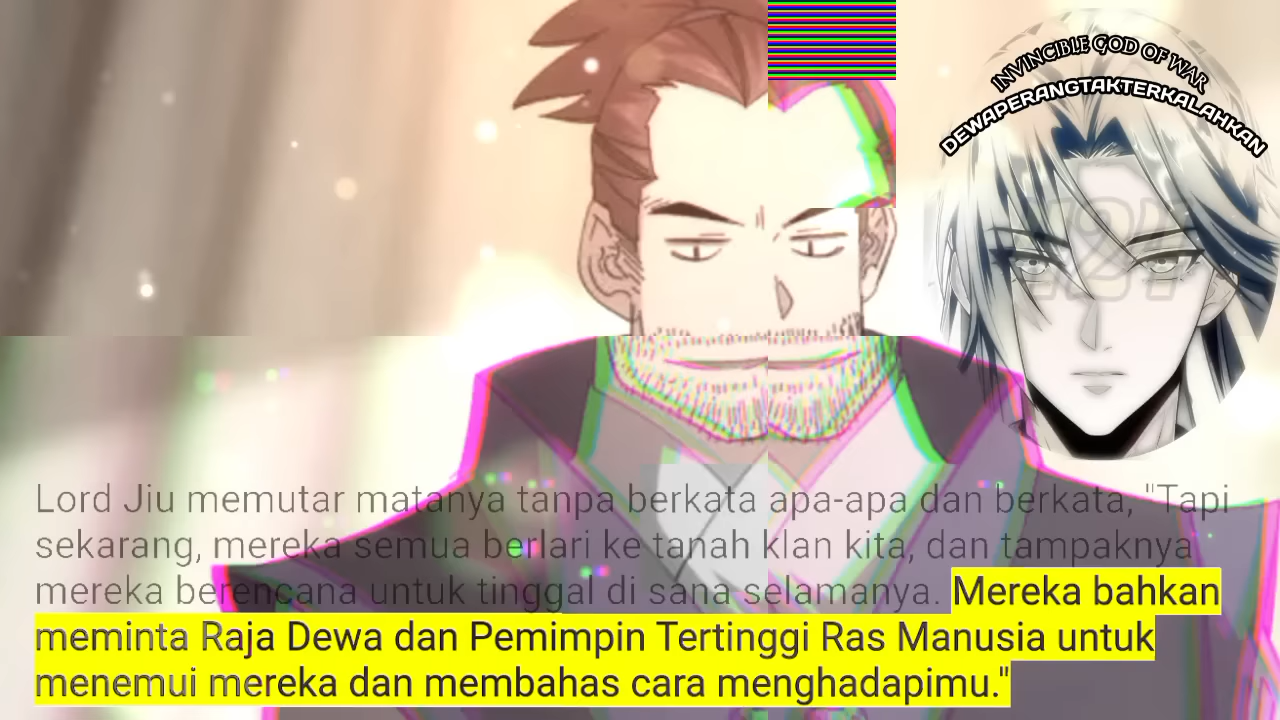 INVINCIBLE GOD OF WAR
DEWAPERANGTAKTERKALAHKAN
Lord Jiu memutar matanya tanpa berkata apa-apa dan berkata, "Tapi
sekarang, mereka semua berlari ke tanah klan kita, dan tampaknya
mereka berencana untuk tinggal di sana selamanya. Mereka bahkan
meminta Raja Dewa dan Pemimpin Tertinggi Ras Manusia untuk
menemui mereka dan membahas cara menghadapimu."